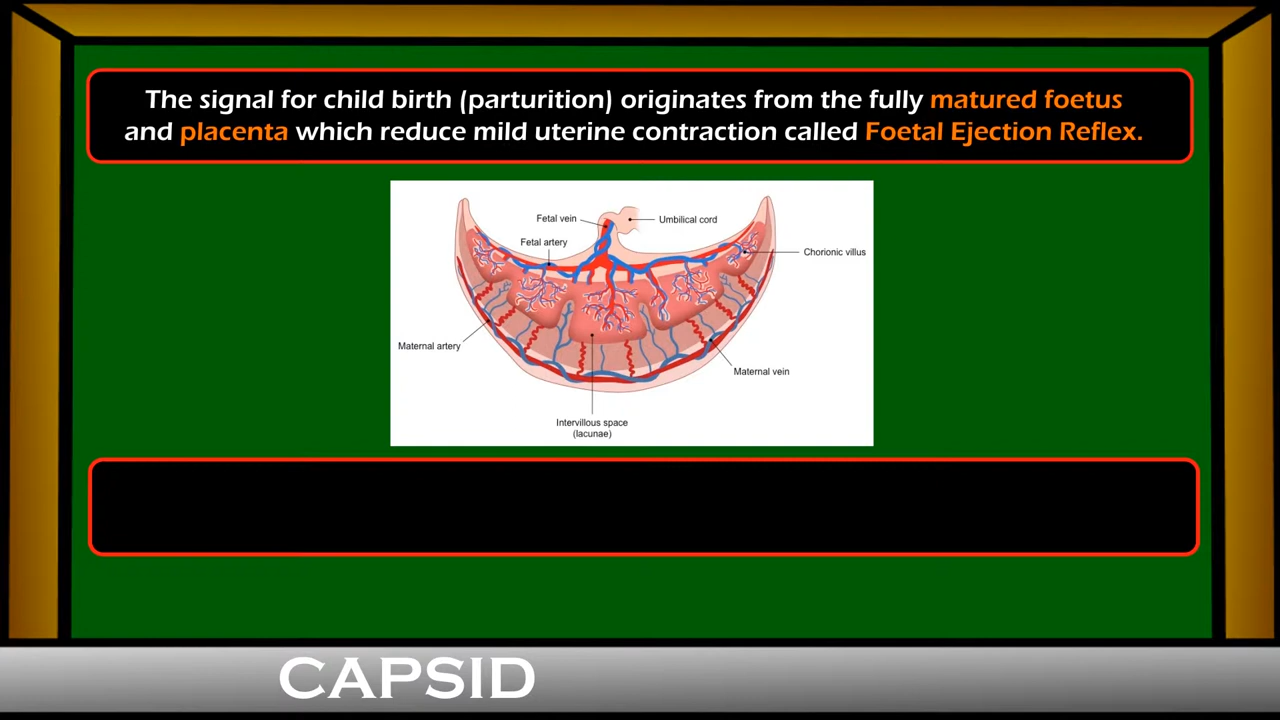 The signal for child birth (parturition) originates from the fully matured foetus
and placenta which reduce mild uterine contraction called Foetal Ejection Reflex.
Fetal vein
Umbilical cord
Fetal artery
Chorionic villus
Maternal artery
Maternal vein
Intervillous space
(lacunae)
CAPSID